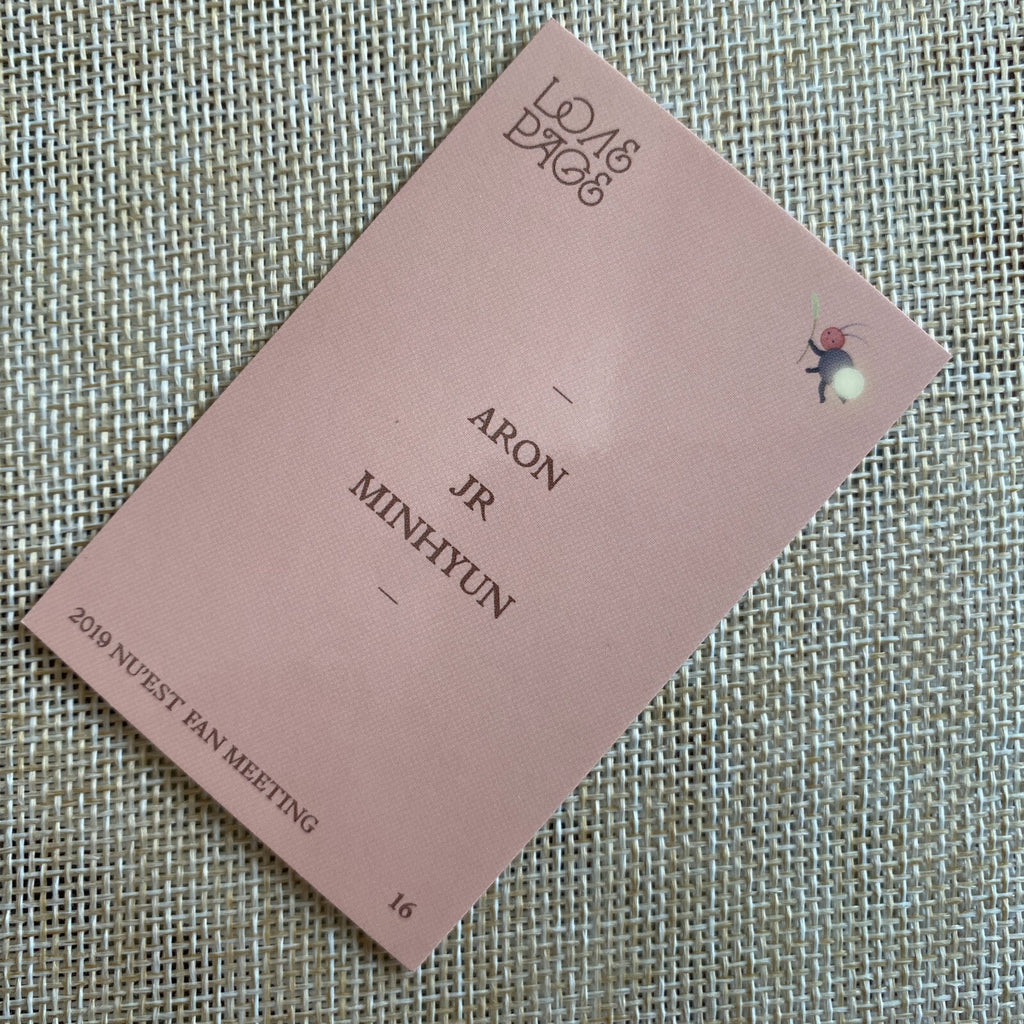 LOVE
PAGE
ARON
JR
MINHYUN
2019 NU'EST FAN MEETING
16